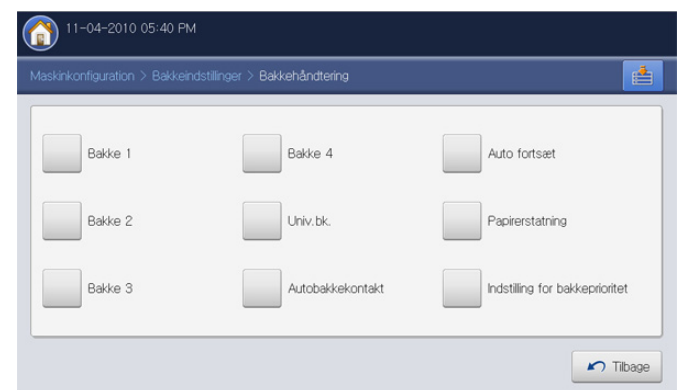 11-04-2010 05:40 PM
Maskinkonfiguration > Bakkeindstillinger > Bakkehåndtering
Bakke 1
Bakke 4
Auto fortsæt
Bakke 2
Univ.bk.
Papirerstatning
Bakke 3
Autobakkekontakt
Indstilling for bakkeprioritet
Tilbage